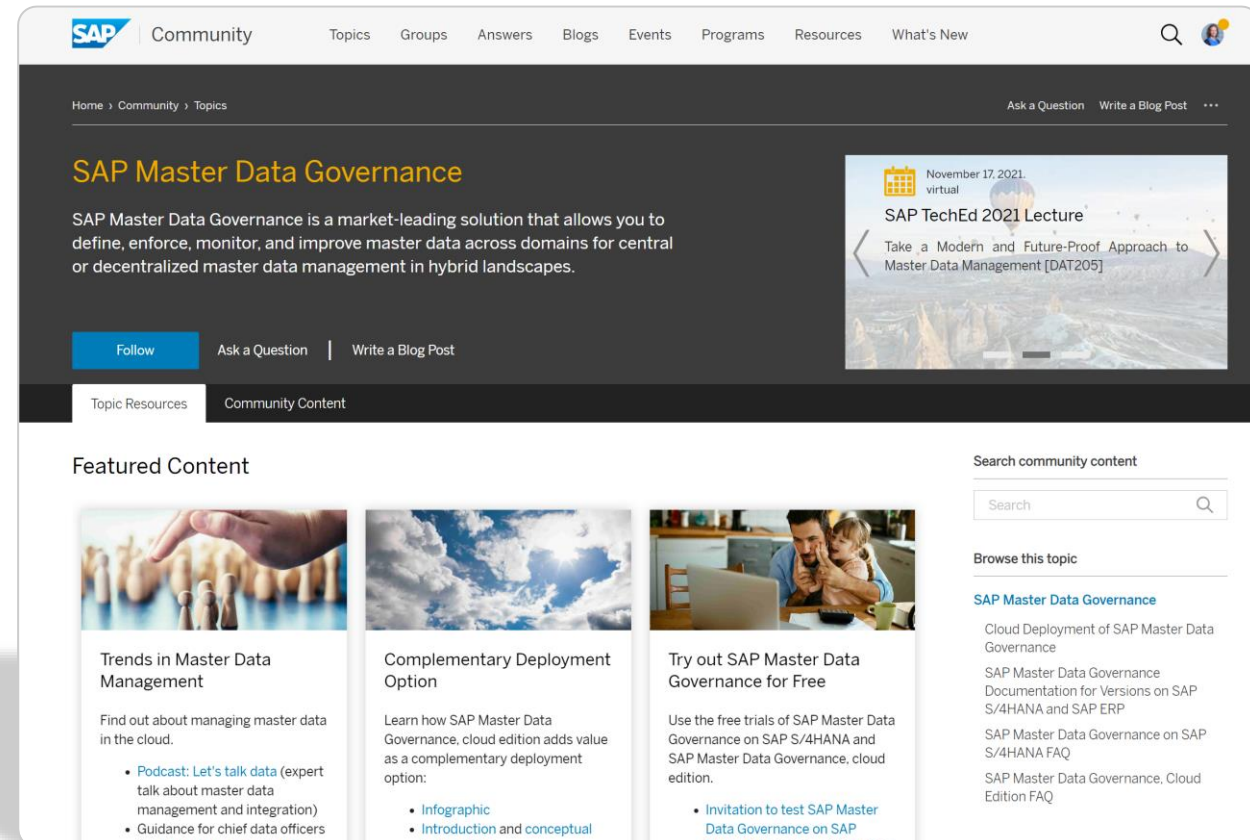 SAP Community Topics Groups Answers Blogs Events Programs Resources What's New
Home › Community › Topics
Ask a Question Write a Blog Post ···
SAP Master Data Governance
SAP Master Data Governance is a market-leading solution that allows you to
define, enforce, monitor, and improve master data across domains for central
or decentralized master data management in hybrid landscapes.
Follow Ask a Question | Write a Blog Post
November 17, 2021.
virtual
SAP TechEd 2021 Lecture
Take a Modern and Future-Proof Approach to
Master Data Management [DAT205]
Topic Resources Community Content
Featured Content
Trends in Master Data
Management
Find out about managing master data
in the cloud.
• Podcast: Let's talk data (expert
talk about master data
management and integration)
• Guidance for chief data officers
Complementary Deployment
Option
Learn how SAP Master Data
Governance, cloud edition adds value
as a complementary deployment
option:
• Infographic
• Introduction and conceptual
Try out SAP Master Data
Governance for Free
Use the free trials of SAP Master Data
Governance on SAP S/4HANA and
SAP Master Data Governance, cloud
edition.
• Invitation to test SAP Master
Data Governance on SAP
Search community content
Search
Browse this topic
SAP Master Data Governance
Cloud Deployment of SAP Master Data
Governance
SAP Master Data Governance
Documentation for Versions on SAP
S/4HANA and SAP ERP
SAP Master Data Governance on SAP
S/4HANA FAQ
SAP Master Data Governance, Cloud
Edition FAQ